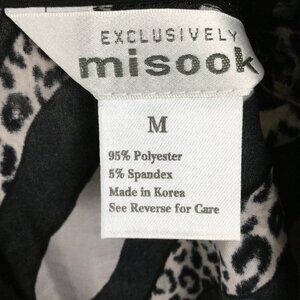 EXCLUSIVELY
misook
M
95% Polyester
5% Spandex
Made in Korea
See Reverse for Care